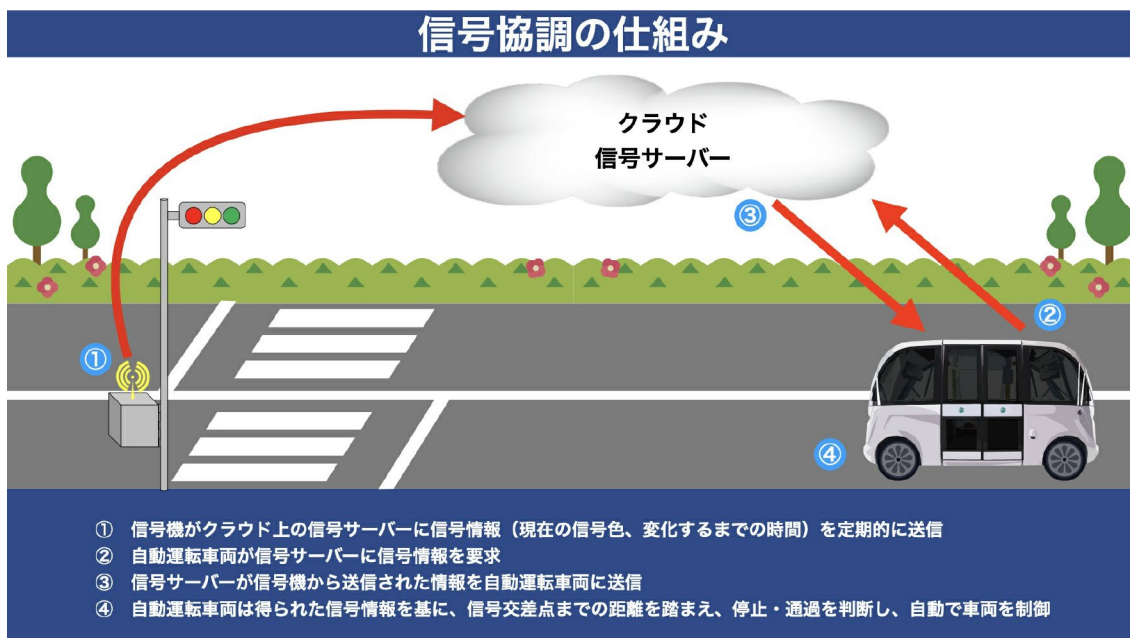 信号協調の仕組み
クラウド
信号サーバー
③
②
①
④
① 信号機がクラウド上の信号サーバーに信号情報（現在の信号色、変化するまでの時間）を定期的に送信
② 自動運転車両が信号サーバーに信号情報を要求
③ 信号サーバーが信号機から送信された情報を自動運転車両に送信
④ 自動運転車両は得られた信号情報を基に、信号交差点までの距離を踏まえ、停止・通過を判断し、自動で車両を制御